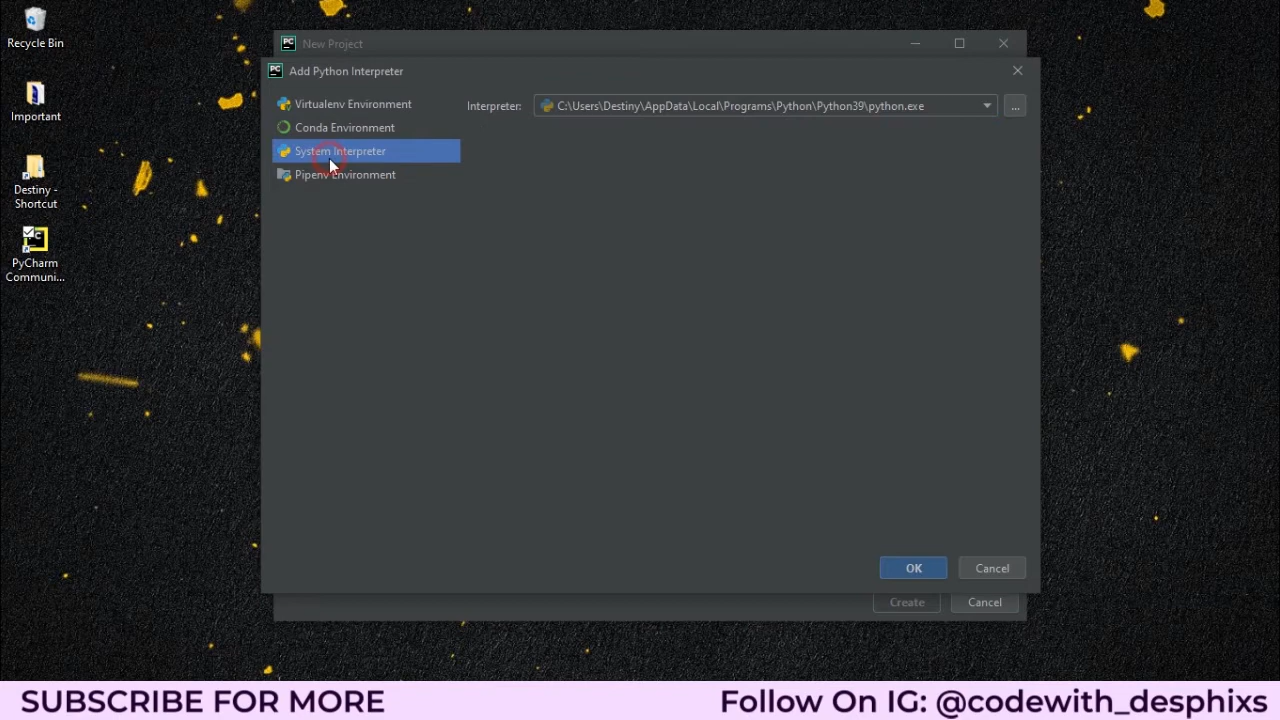 Recycle Bin
Important
Destiny -
Shortcut
PyCharm
Communi...
New Project
Add Python Interpreter
Virtualenv Environment
Conda Environment
System Interpreter
Pipenv Environment
Interpreter:
C:\Users\Destiny\AppData\Local\Programs\Python\Python39\python.exe
...
OK
Cancel
Create
Cancel
SUBSCRIBE FOR MORE
Follow On IG: @codewith_desphixs